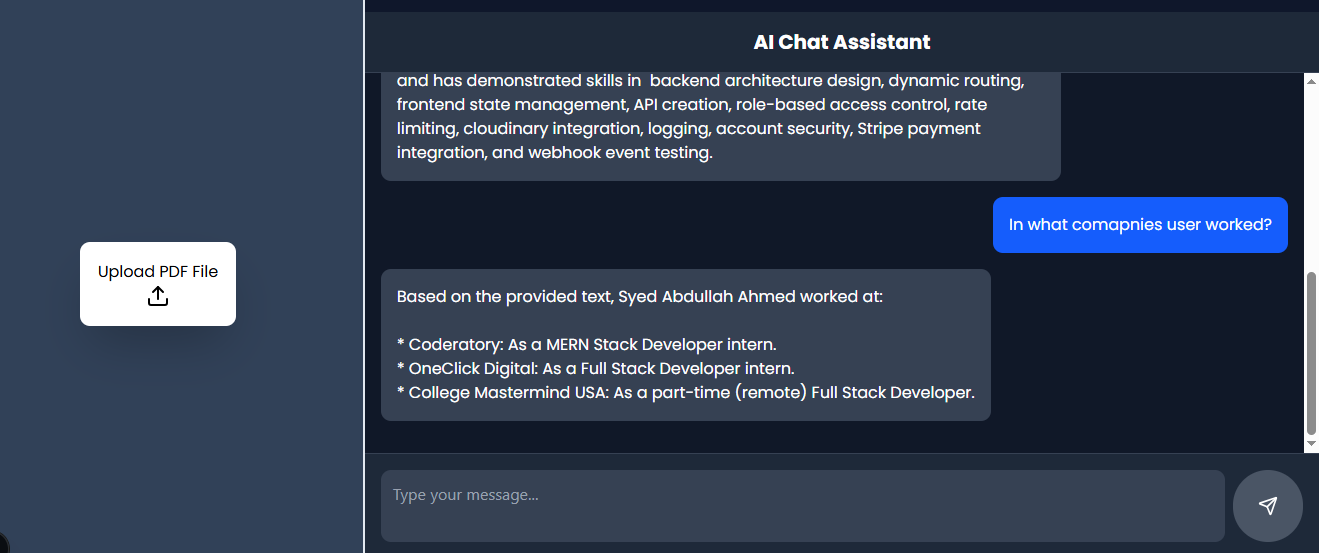 Upload PDF File
AI Chat Assistant
and has demonstrated skills in  backend architecture design, dynamic routing,
frontend state management, API creation, role-based access control, rate
limiting, cloudinary integration, logging, account security, Stripe payment
integration, and webhook event testing.
In what comapnies user worked?
Based on the provided text, Syed Abdullah Ahmed worked at:
* Coderatory: As a MERN Stack Developer intern.
* OneClick Digital: As a Full Stack Developer intern.
* College Mastermind USA: As a part-time (remote) Full Stack Developer.
Type your message...